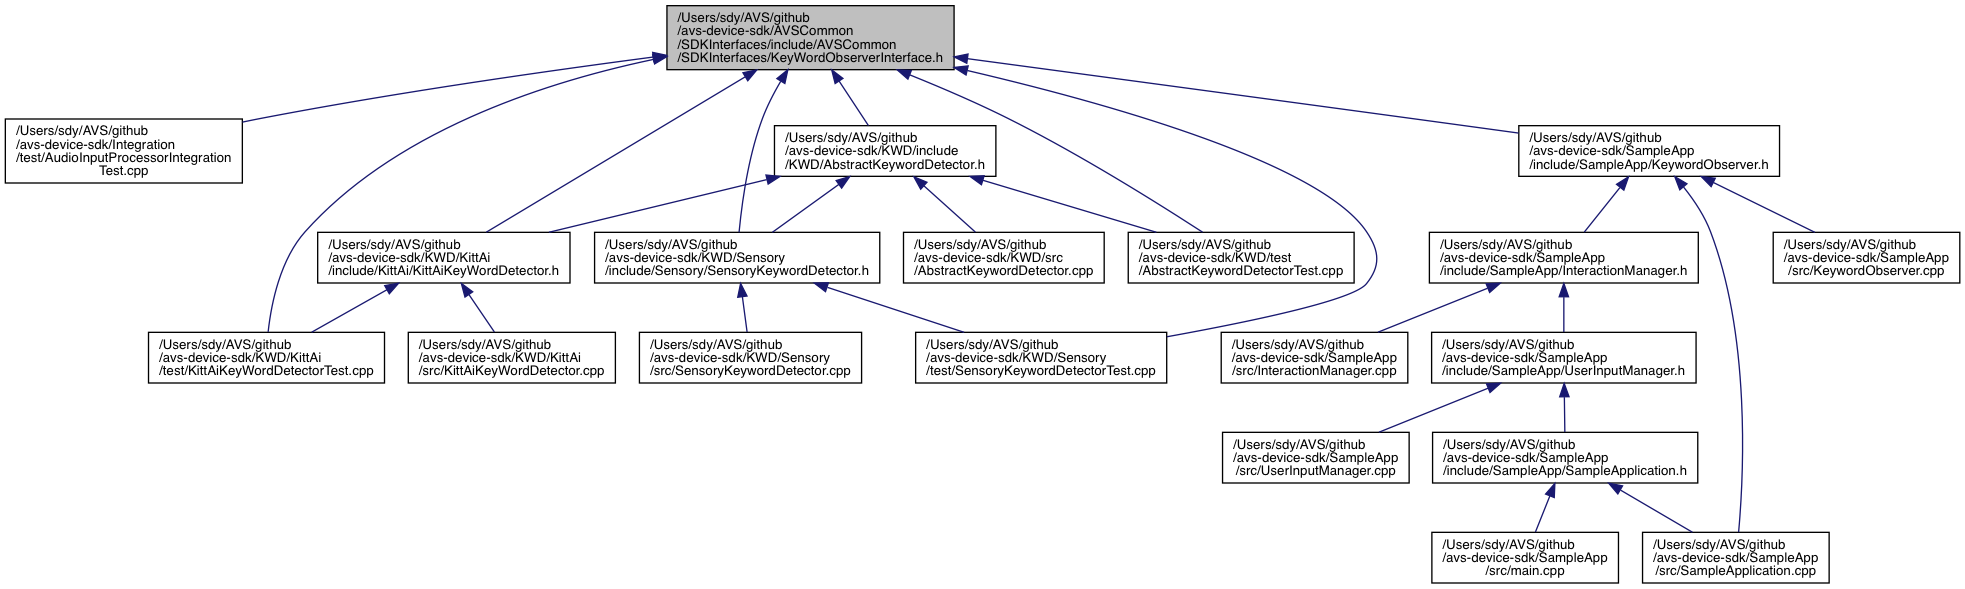 /Users/sdy/AVS/github
/avs-device-sdk/AVSCommon
/SDKInterfaces/include/AVSCommon
/SDKInterfaces/KeyWordObserverInterface.h
/Users/sdy/AVS/github
/avs-device-sdk/Integration
/test/AudioInputProcessorIntegration
Test.cpp
/Users/sdy/AVS/github
/avs-device-sdk/KWD/include
/KWD/AbstractKeywordDetector.h
/Users/sdy/AVS/github
/avs-device-sdk/SampleApp
/include/SampleApp/KeywordObserver.h
/Users/sdy/AVS/github
/avs-device-sdk/KWD/KittAi
/include/KittAi/KittAiKeyWordDetector.h
/Users/sdy/AVS/github
/avs-device-sdk/KWD/Sensory
/include/Sensory/SensoryKeywordDetector.h
/Users/sdy/AVS/github
/avs-device-sdk/KWD/src
/AbstractKeywordDetector.cpp
/Users/sdy/AVS/github
/avs-device-sdk/KWD/test
/AbstractKeywordDetectorTest.cpp
/Users/sdy/AVS/github
/avs-device-sdk/SampleApp
/include/SampleApp/InteractionManager.h
/Users/sdy/AVS/github
/avs-device-sdk/SampleApp
/src/KeywordObserver.cpp
/Users/sdy/AVS/github
/avs-device-sdk/KWD/KittAi
/test/KittAiKeyWordDetectorTest.cpp
/Users/sdy/AVS/github
/avs-device-sdk/KWD/KittAi
/src/KittAiKeyWordDetector.cpp
/Users/sdy/AVS/github
/avs-device-sdk/KWD/Sensory
/src/SensoryKeywordDetector.cpp
/Users/sdy/AVS/github
/avs-device-sdk/KWD/Sensory
/test/SensoryKeywordDetectorTest.cpp
/Users/sdy/AVS/github
/avs-device-sdk/SampleApp
/src/InteractionManager.cpp
/Users/sdy/AVS/github
/avs-device-sdk/SampleApp
/include/SampleApp/UserInputManager.h
/Users/sdy/AVS/github
/avs-device-sdk/SampleApp
/src/UserInputManager.cpp
/Users/sdy/AVS/github
/avs-device-sdk/SampleApp
/include/SampleApp/SampleApplication.h
/Users/sdy/AVS/github
/avs-device-sdk/SampleApp
/src/main.cpp
/Users/sdy/AVS/github
/avs-device-sdk/SampleApp
/src/SampleApplication.cpp